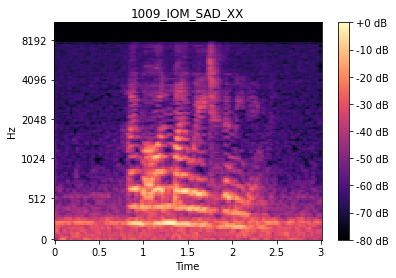 1009_IOM_SAD_XX
+0 dB
8192
-10 dB
4096
-20 dB
-30 dB
2048
Hz
-40 dB
1024
-50 dB
-60 dB
512
-70 dB
0
-80 dB
0 0.5 1 1.5 2 2.5 3
Time